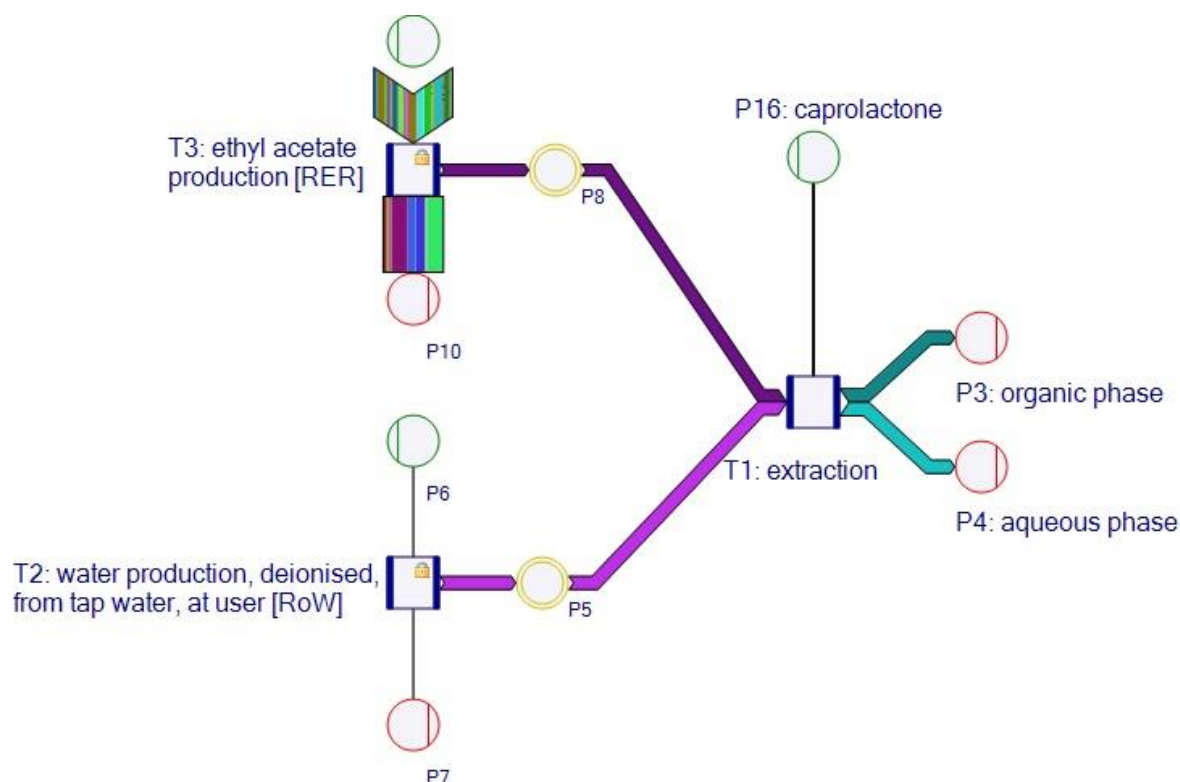 P16: caprolactone
T3: ethyl acetate
production [RER]
P8
P10
P3: organic phase
T1: extraction
P6
P4: aqueous phase
T2: water production, deionised,
from tap water, at user [RoW]
P5
P7